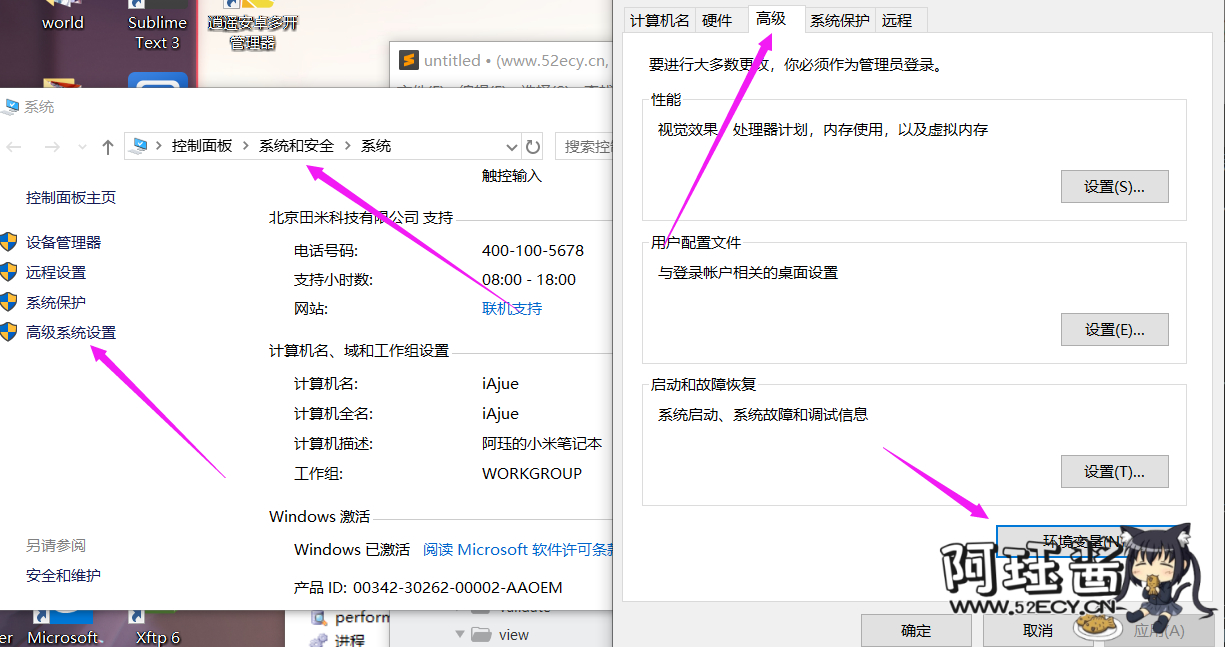 world
Sublime
Text 3
逍遥安卓多开
管理器
untitled • (www.52ecy.cn,
系统
控制面板 > 系统和安全 > 系统
搜索控
触控输入
控制面板主页
设备管理器
远程设置
系统保护
高级系统设置
北京田米科技有限公司 支持
电话号码: 400-100-5678
支持小时数: 08:00 - 18:00
网站: 联机支持
计算机名、域和工作组设置
计算机名: iAjue
计算机全名: iAjue
计算机描述: 阿珏的小米笔记本
工作组: WORKGROUP
Windows 激活
Windows 已激活 阅读 Microsoft 软件许可条款
产品 ID: 00342-30262-00002-AAOEM
另请参阅
安全和维护
er
Microsoft
Xftp 6
perform
进程
validate
view
计算机名 硬件 高级 系统保护 远程
要进行大多数更改，你必须作为管理员登录。
性能
视觉效果，处理器计划，内存使用，以及虚拟内存
设置(S)...
用户配置文件
与登录帐户相关的桌面设置
设置(E)...
启动和故障恢复
系统启动、系统故障和调试信息
设置(T)...
环境变量(N
阿珏酱
WWW.52ECY.CN
确定 取消 应用(A)